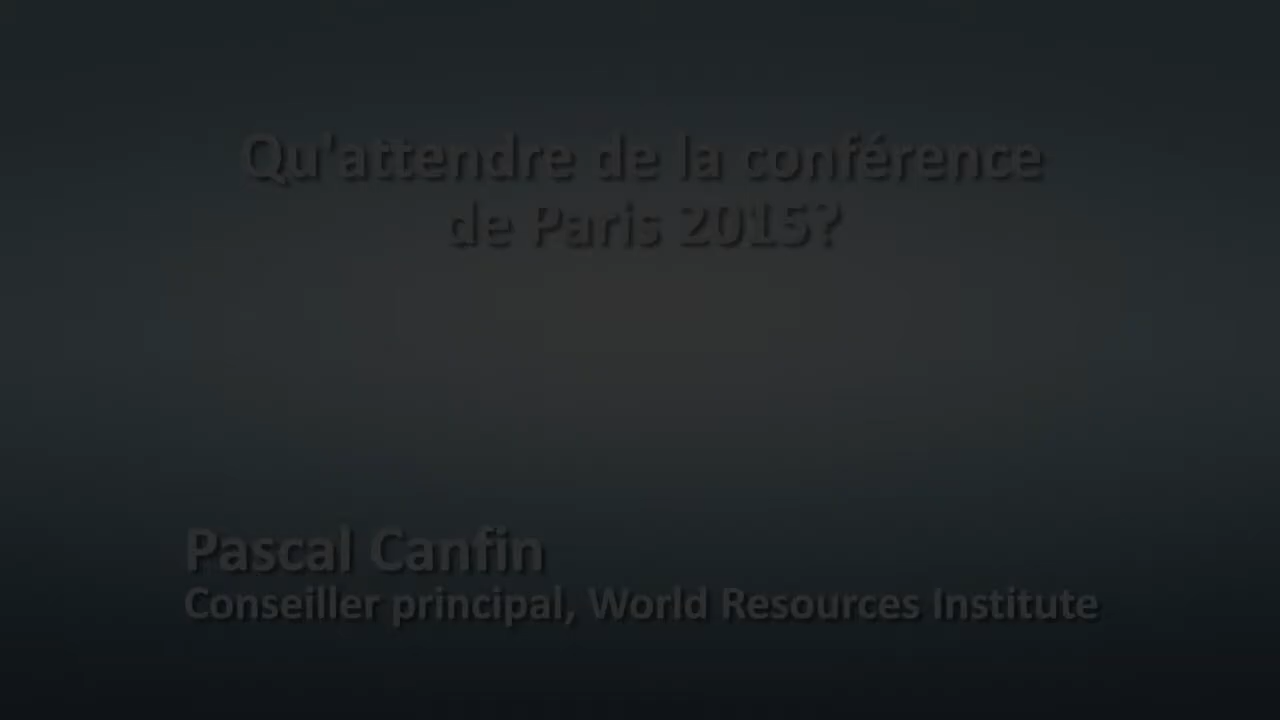 Qu'attendre de la conférence
de Paris 2015?
Pascal Canfin
Conseiller principal, World Resources Institute